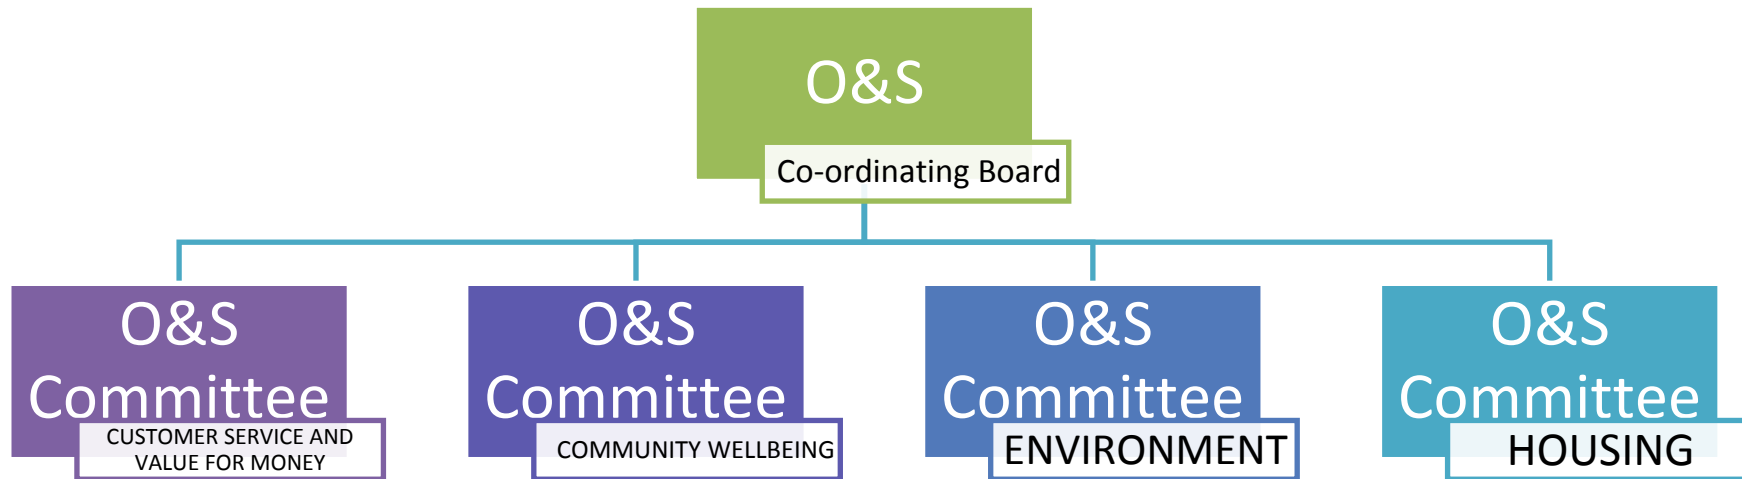 O&S
Co-ordinating Board
O&S
Committee
CUSTOMER SERVICE AND
VALUE FOR MONEY
O&S
Committee
COMMUNITY WELLBEING
O&S
Committee
ENVIRONMENT
O&S
Committee
HOUSING